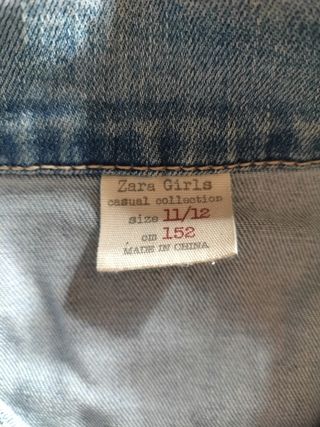 Zara Girls
casual collection
size 11/12
cm 152
MADE IN CHINA